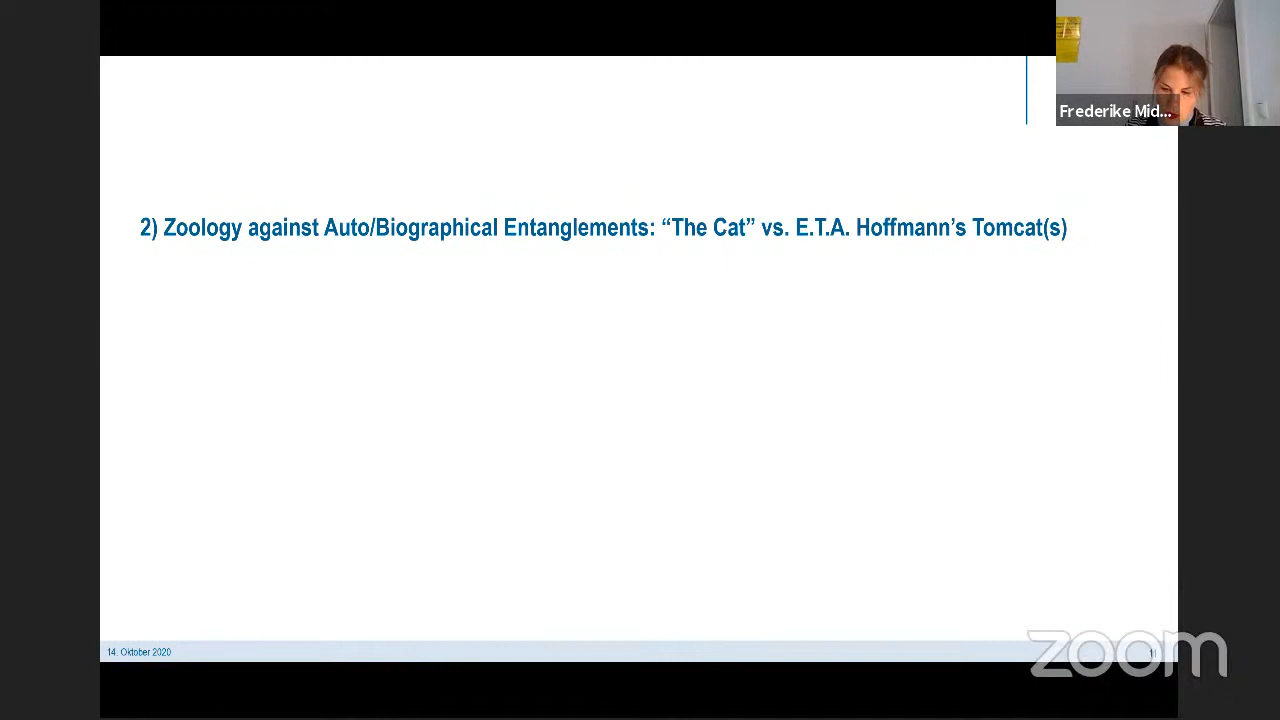 Frederike Mid...
2) Zoology against Auto/Biographical Entanglements: “The Cat” vs. E.T.A. Hoffmann’s Tomcat(s)
14. Oktober 2020
zoom